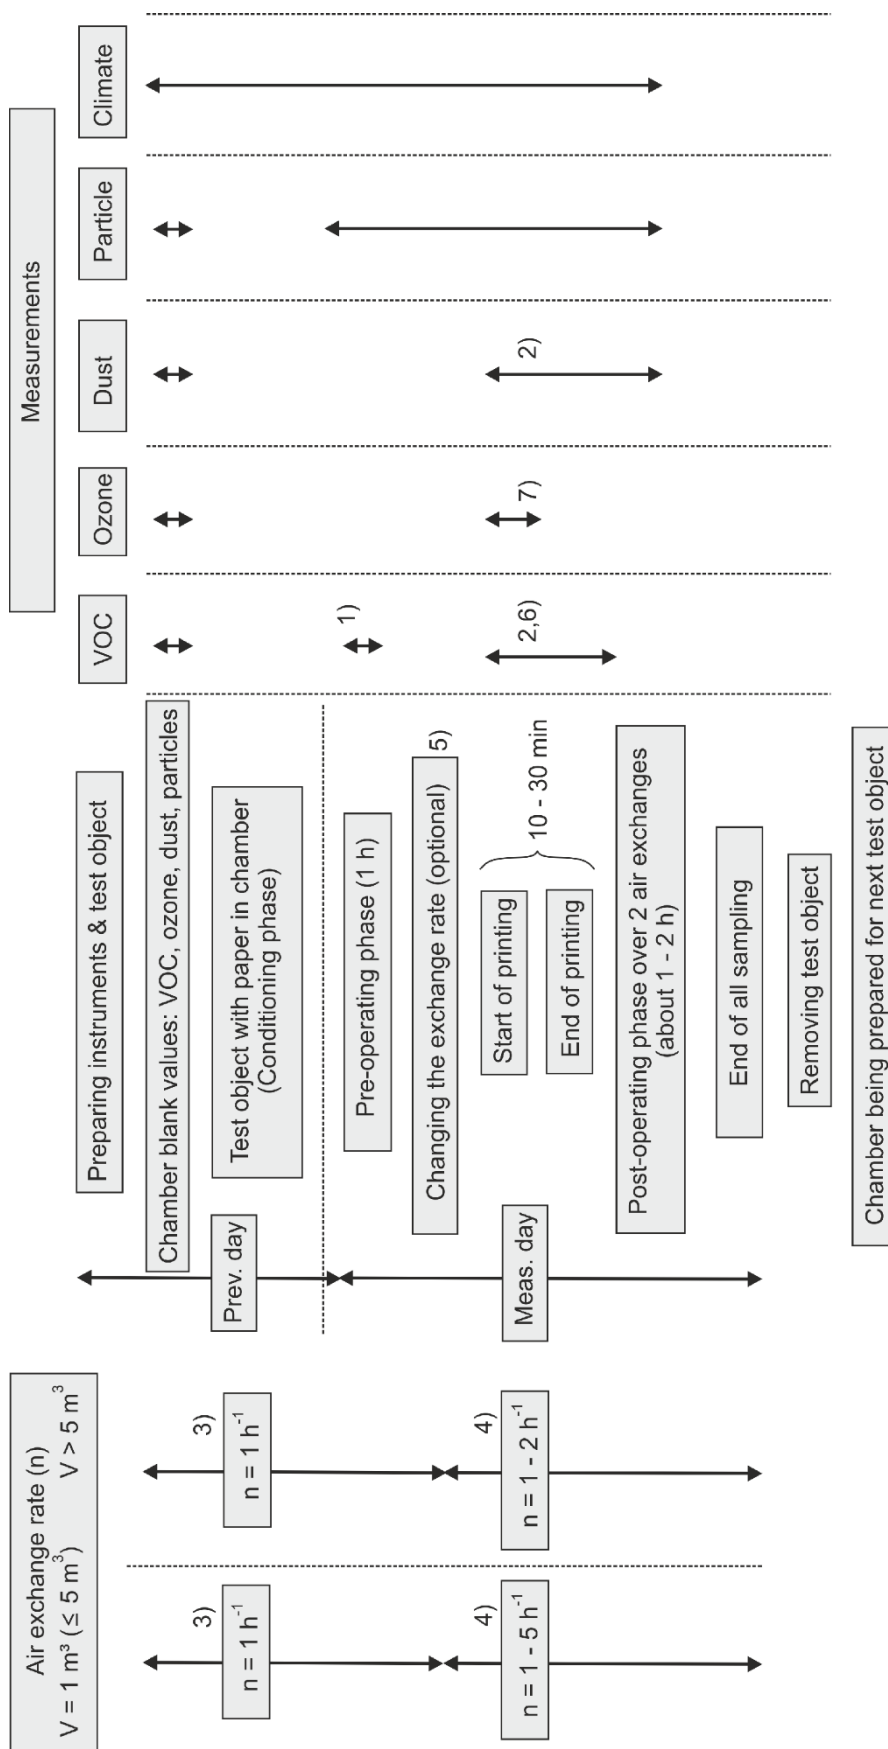 Air exchange rate (n)
V = 1 m³ (≤ 5 m³) V > 5 m³
Measurements
VOC
Ozone
Dust
Particle
Climate
Preparing instruments & test object
Chamber blank values: VOC, ozone, dust, particles
3)
n = 1 h⁻¹
3)
n = 1 h⁻¹
Prev. day
Test object with paper in chamber
(Conditioning phase)
Pre-operating phase (1 h)
1)
Changing the exchange rate (optional) 5)
4)
n = 1 - 5 h⁻¹
4)
n = 1 - 2 h⁻¹
Meas. day
Start of printing
End of printing
10 - 30 min
2,6)
7)
2)
Post-operating phase over 2 air exchanges
(about 1 - 2 h)
End of all sampling
Removing test object
Chamber being prepared for next test object